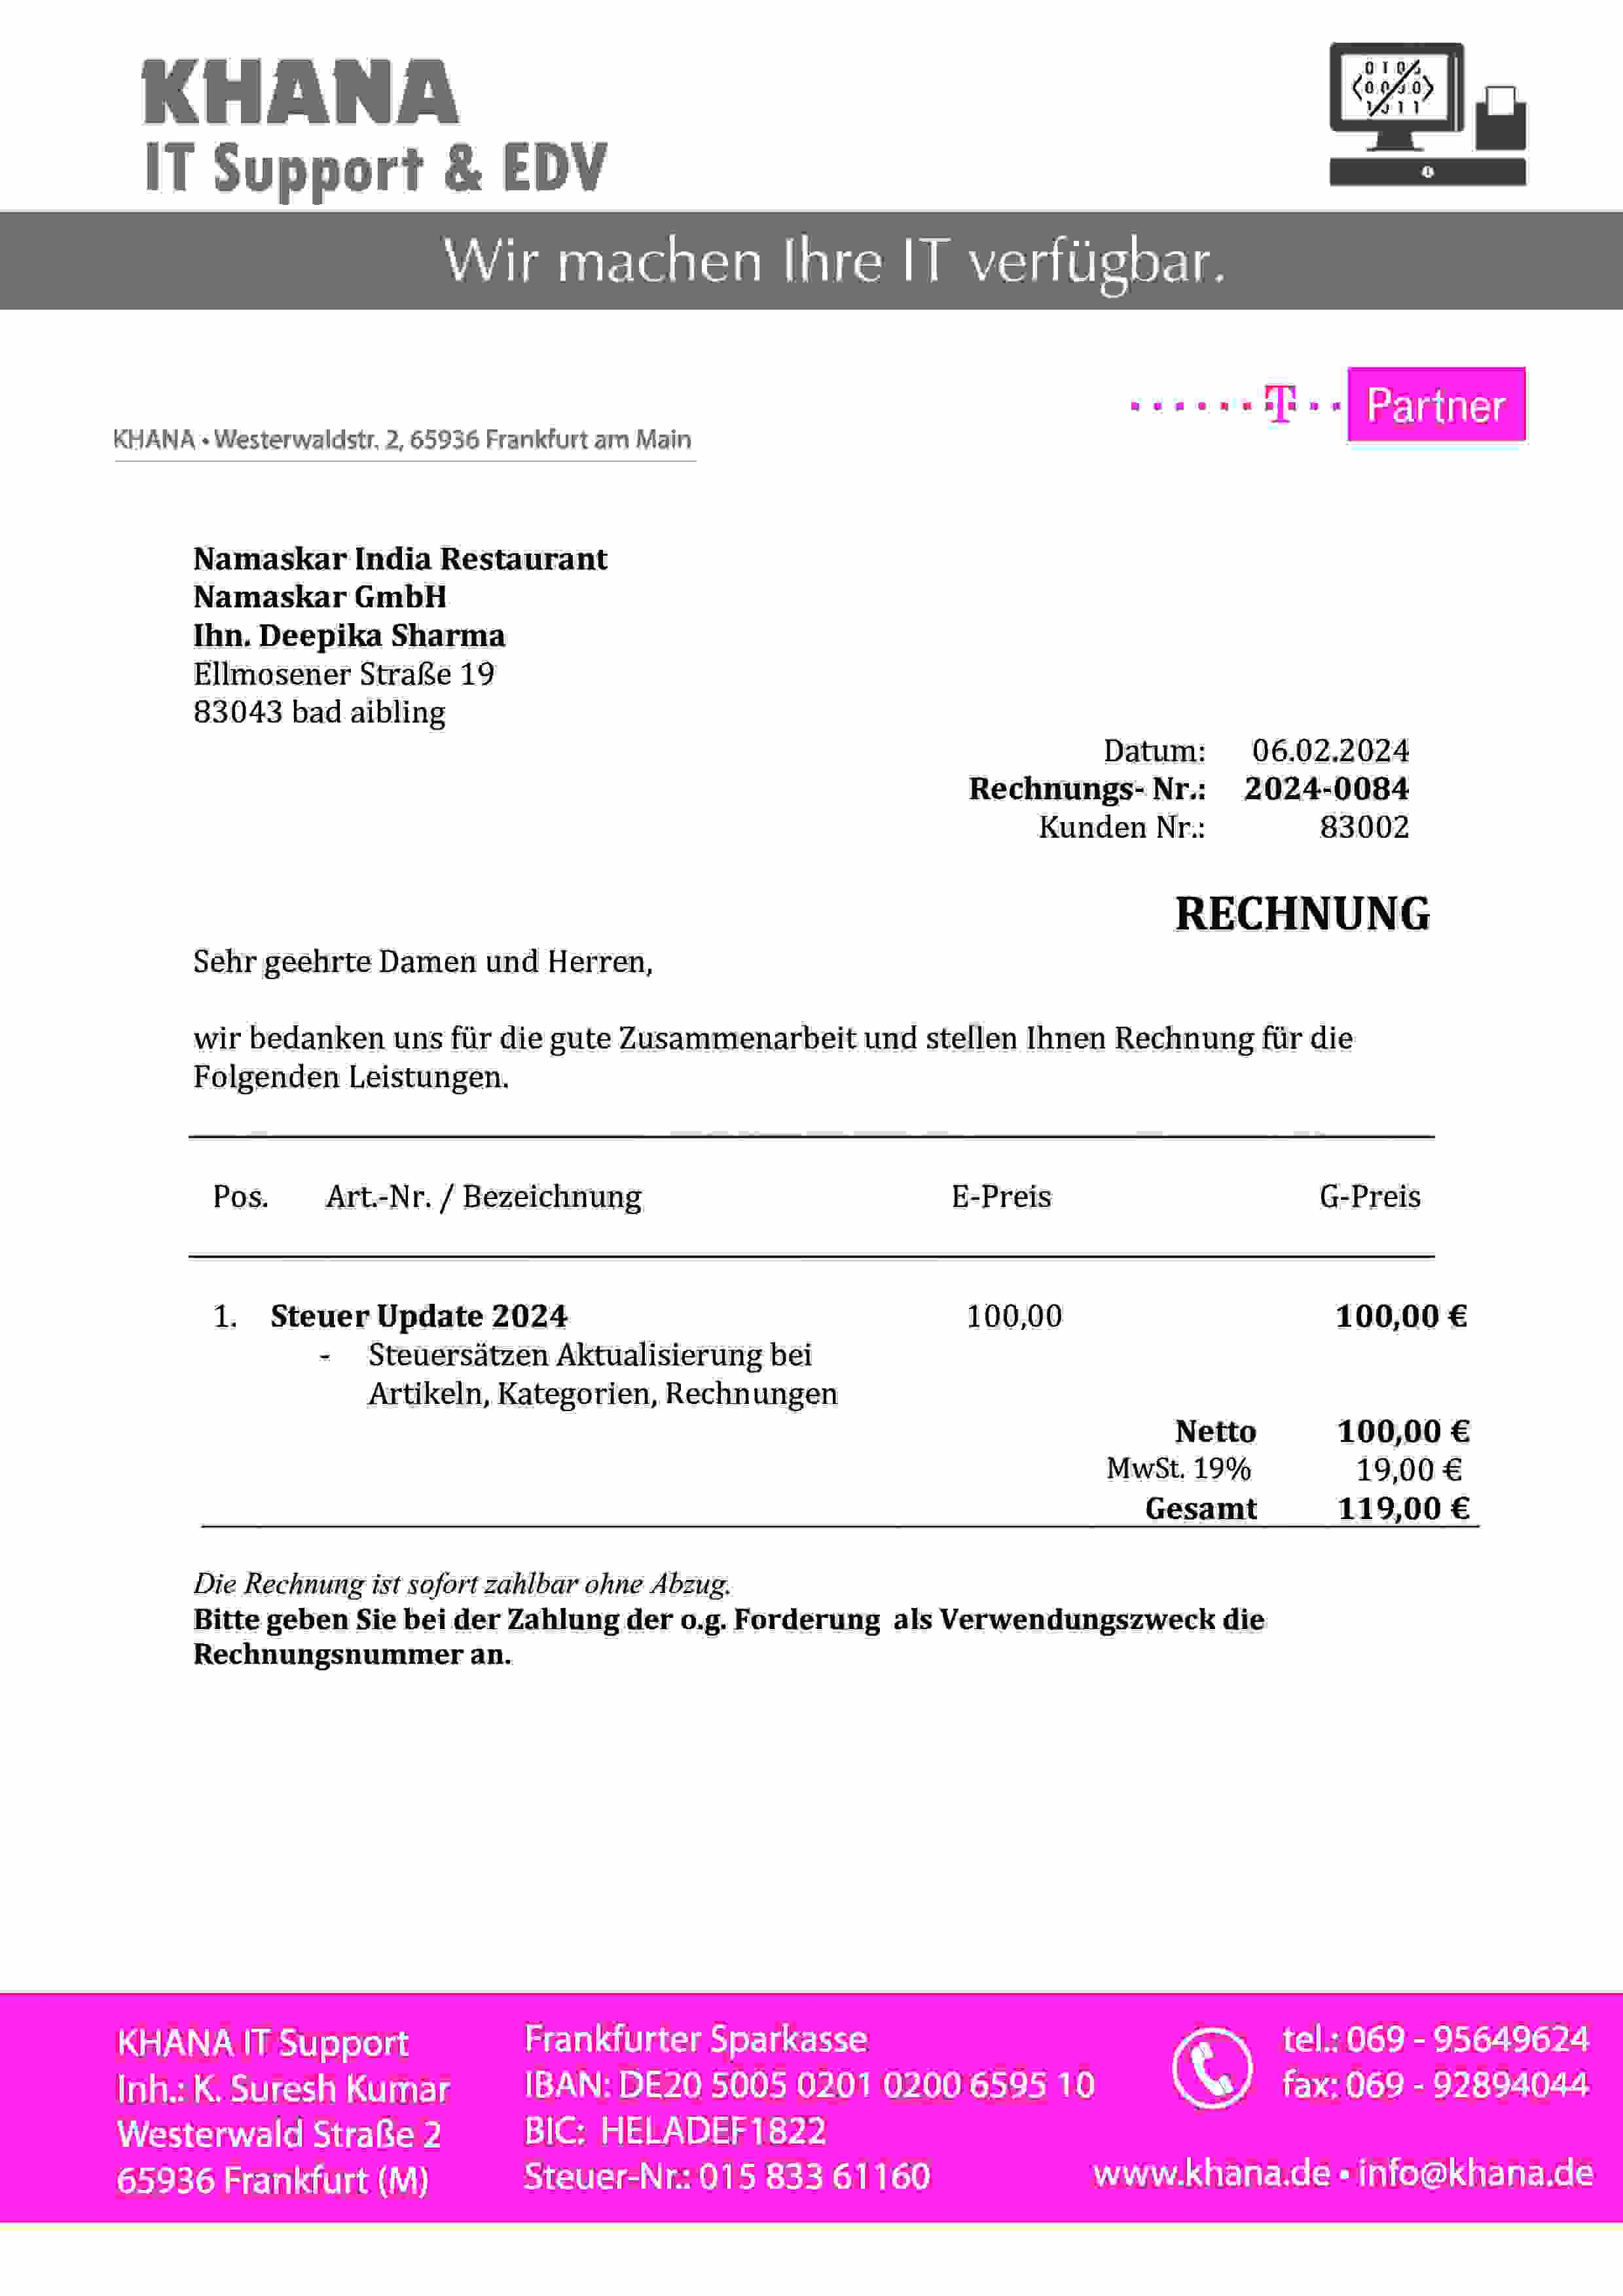 KHANA
IT Support & EDV
Wir machen Ihre IT verfügbar.
T Partner
KHANA • Westerwaldstr. 2, 65936 Frankfurt am Main
Namaskar India Restaurant
Namaskar GmbH
Ihn. Deepika Sharma
Ellmosener Straße 19
83043 bad aibling
Datum: 06.02.2024
Rechnungs- Nr.: 2024-0084
Kunden Nr.: 83002
RECHNUNG
Sehr geehrte Damen und Herren,
wir bedanken uns für die gute Zusammenarbeit und stellen Ihnen Rechnung für die
Folgenden Leistungen.
Pos. Art.-Nr. / Bezeichnung E-Preis G-Preis
1. Steuer Update 2024 100,00 100,00 €
- Steuersätzen Aktualisierung bei
Artikeln, Kategorien, Rechnungen
Netto 100,00 €
MwSt. 19% 19,00 €
Gesamt 119,00 €
Die Rechnung ist sofort zahlbar ohne Abzug.
Bitte geben Sie bei der Zahlung der o.g. Forderung als Verwendungszweck die
Rechnungsnummer an.
KHANA IT Support
Inh.: K. Suresh Kumar
Westerwald Straße 2
65936 Frankfurt (M)
Frankfurter Sparkasse
IBAN: DE20 5005 0201 0200 6595 10
BIC: HELADEF1822
Steuer-Nr.: 015 833 61160
tel.: 069 - 95649624
fax: 069 - 92894044
www.khana.de • info@khana.de